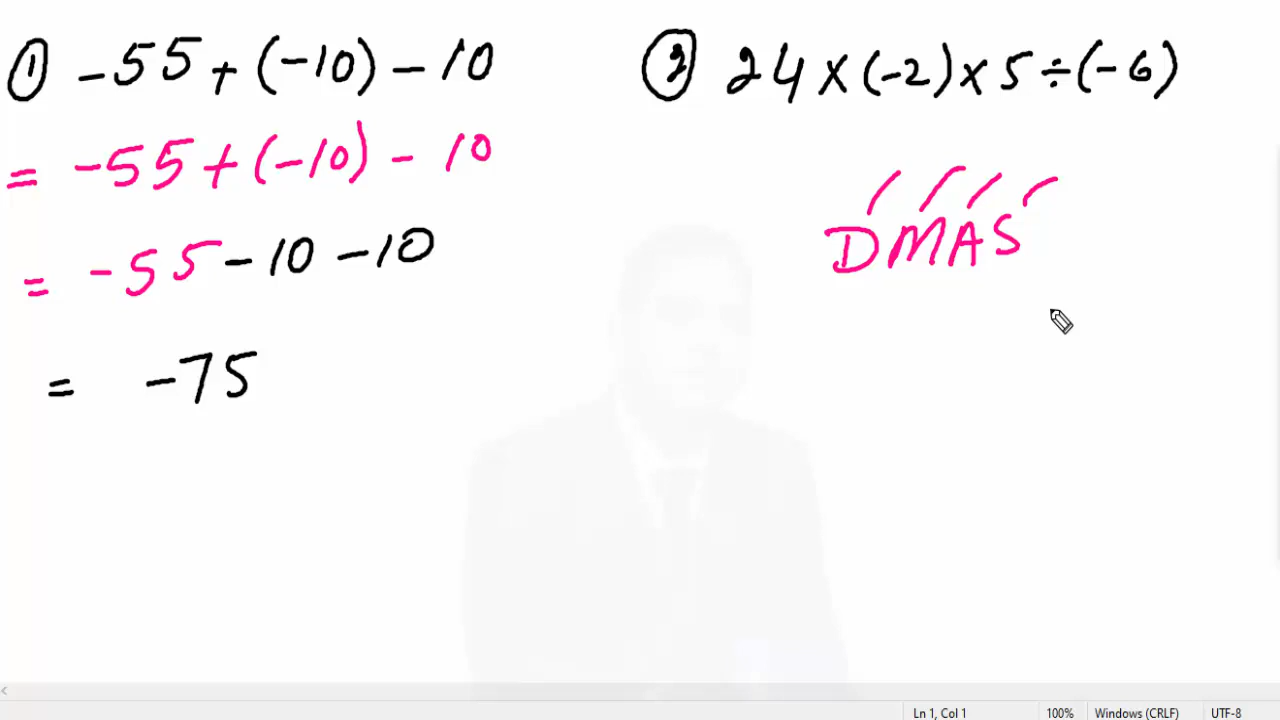 ① -55 + (-10) - 10
= -55 + (-10) - 10
= -55 - 10 - 10
= -75
② 24 × (-2) × 5 ÷ (-6)
DMAS
Ln 1, Col 1 100% Windows (CRLF) UTF-8